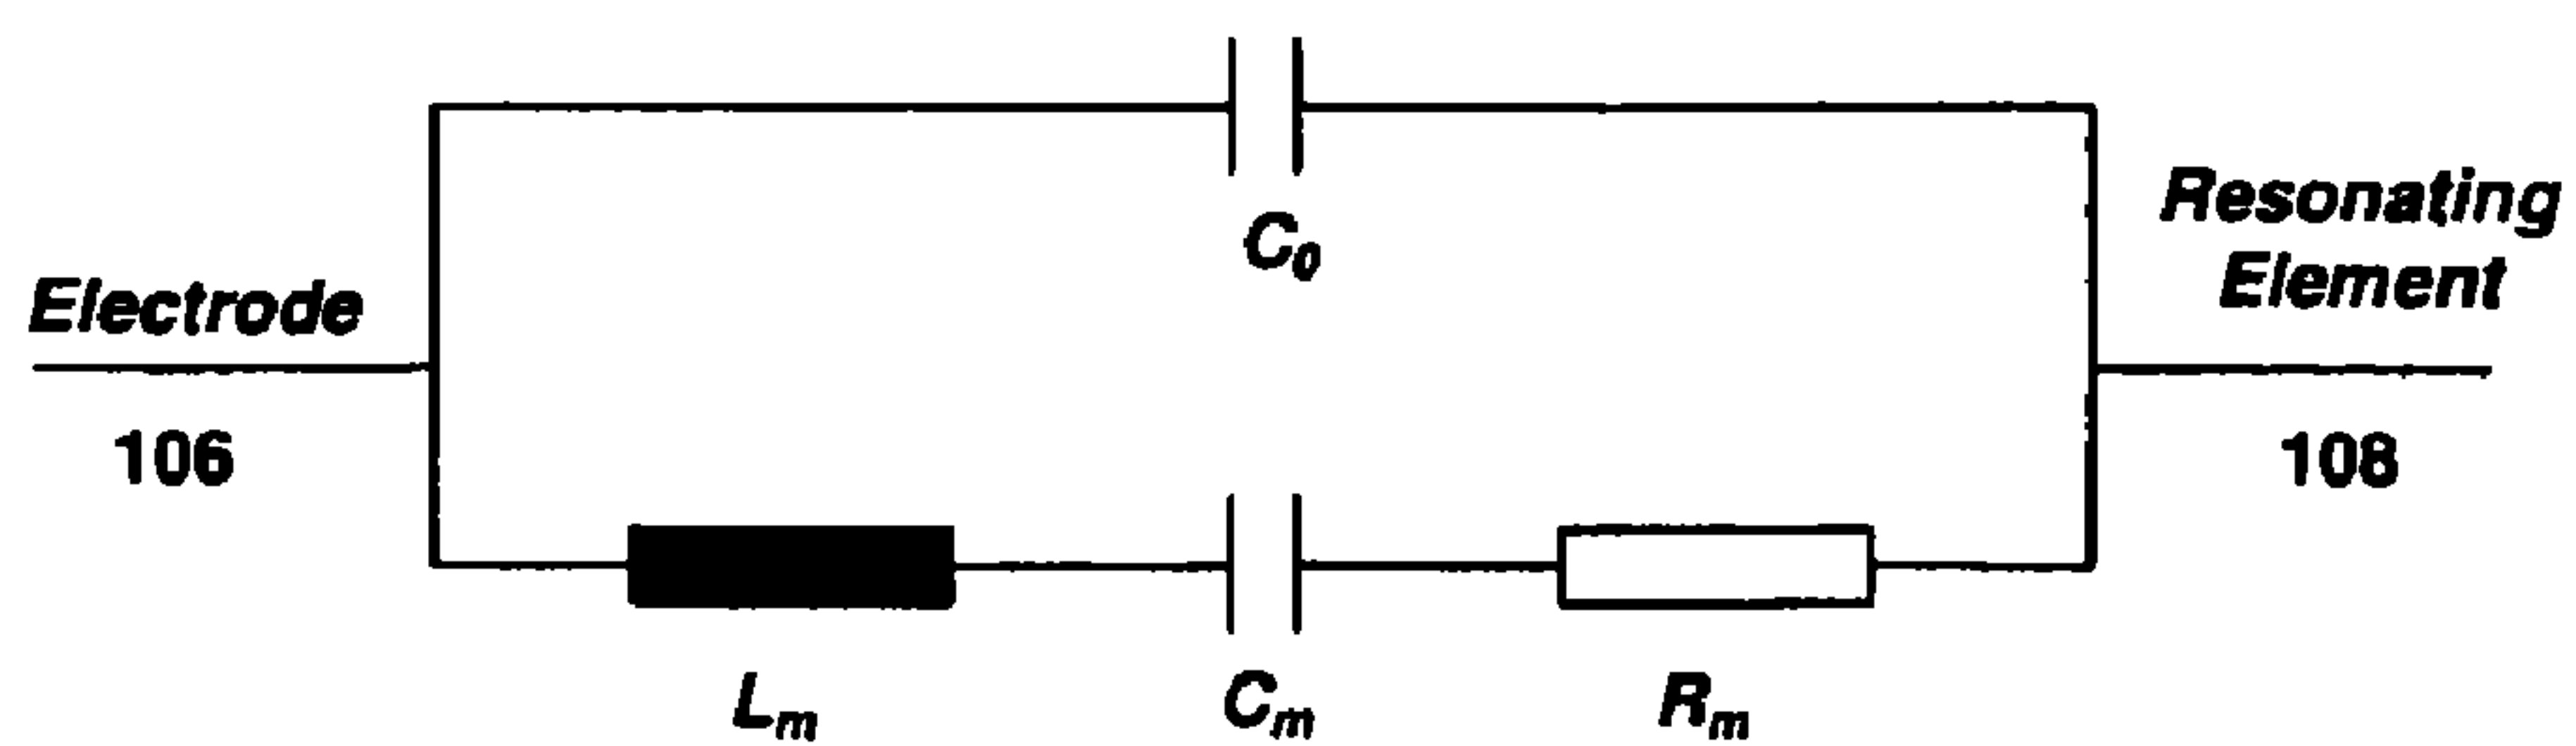 C₀
Resonating
Element
Electrode
106
108
Lₘ
Cₘ
Rₘ